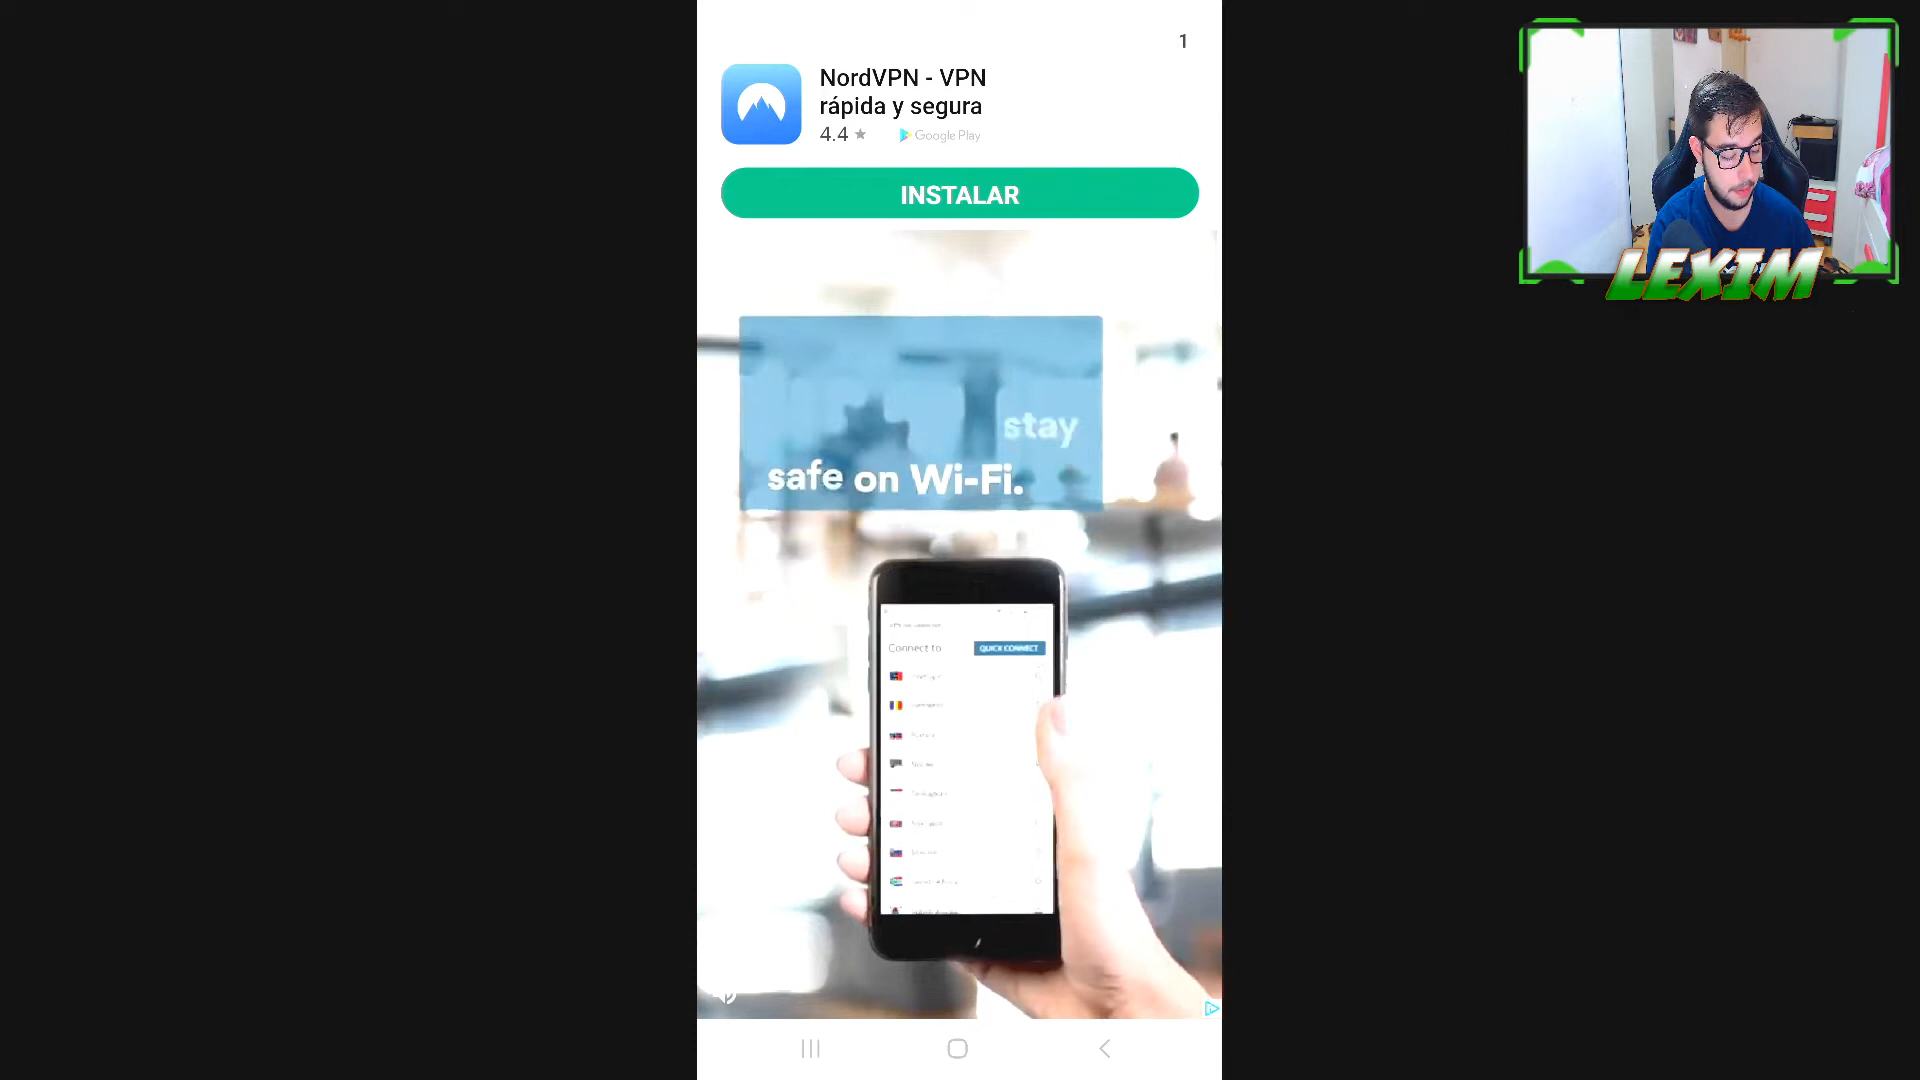 1
NordVPN - VPN
rápida y segura
4.4 ★ Google Play
INSTALAR
stay
safe on Wi-Fi.
Connect to QUICK CONNECT
LEXIM